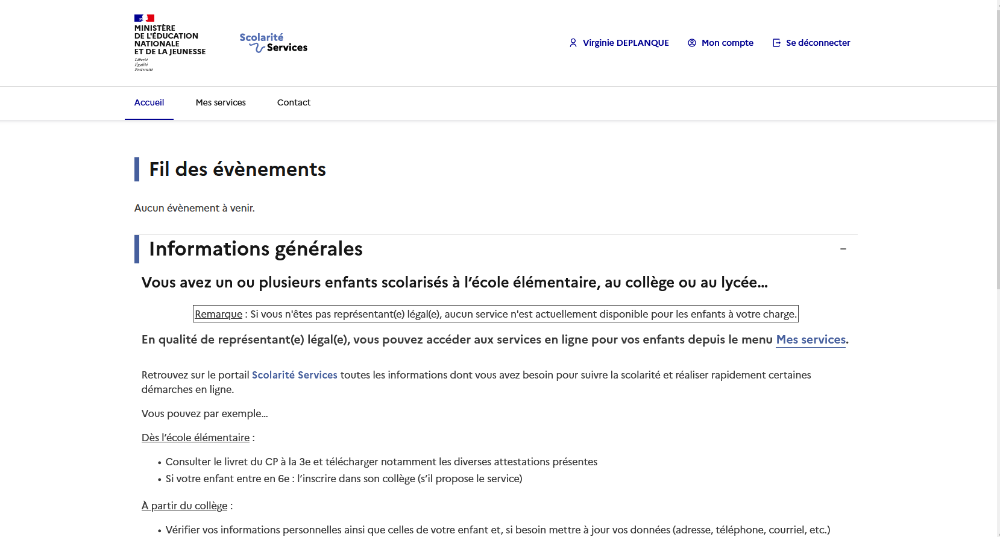 MINISTÈRE
DE L'ÉDUCATION
NATIONALE
ET DE LA JEUNESSE
Liberté
Égalité
Fraternité
Scolarité
Services
Virginie DEPLANQUE
Mon compte
Se déconnecter
Accueil
Mes services
Contact
Fil des évènements
Aucun évènement à venir.
Informations générales
Vous avez un ou plusieurs enfants scolarisés à l’école élémentaire, au collège ou au lycée…
Remarque : Si vous n'êtes pas représentant(e) légal(e), aucun service n'est actuellement disponible pour les enfants à votre charge.
En qualité de représentant(e) légal(e), vous pouvez accéder aux services en ligne pour vos enfants depuis le menu Mes services.
Retrouvez sur le portail Scolarité Services toutes les informations dont vous avez besoin pour suivre la scolarité et réaliser rapidement certaines
démarches en ligne.
Vous pouvez par exemple…
Dès l’école élémentaire :
• Consulter le livret du CP à la 3e et télécharger notamment les diverses attestations présentes
• Si votre enfant entre en 6e : l’inscrire dans son collège (s’il propose le service)
À partir du collège :
• Vérifier vos informations personnelles ainsi que celles de votre enfant et, si besoin mettre à jour vos données (adresse, téléphone, courriel, etc.)